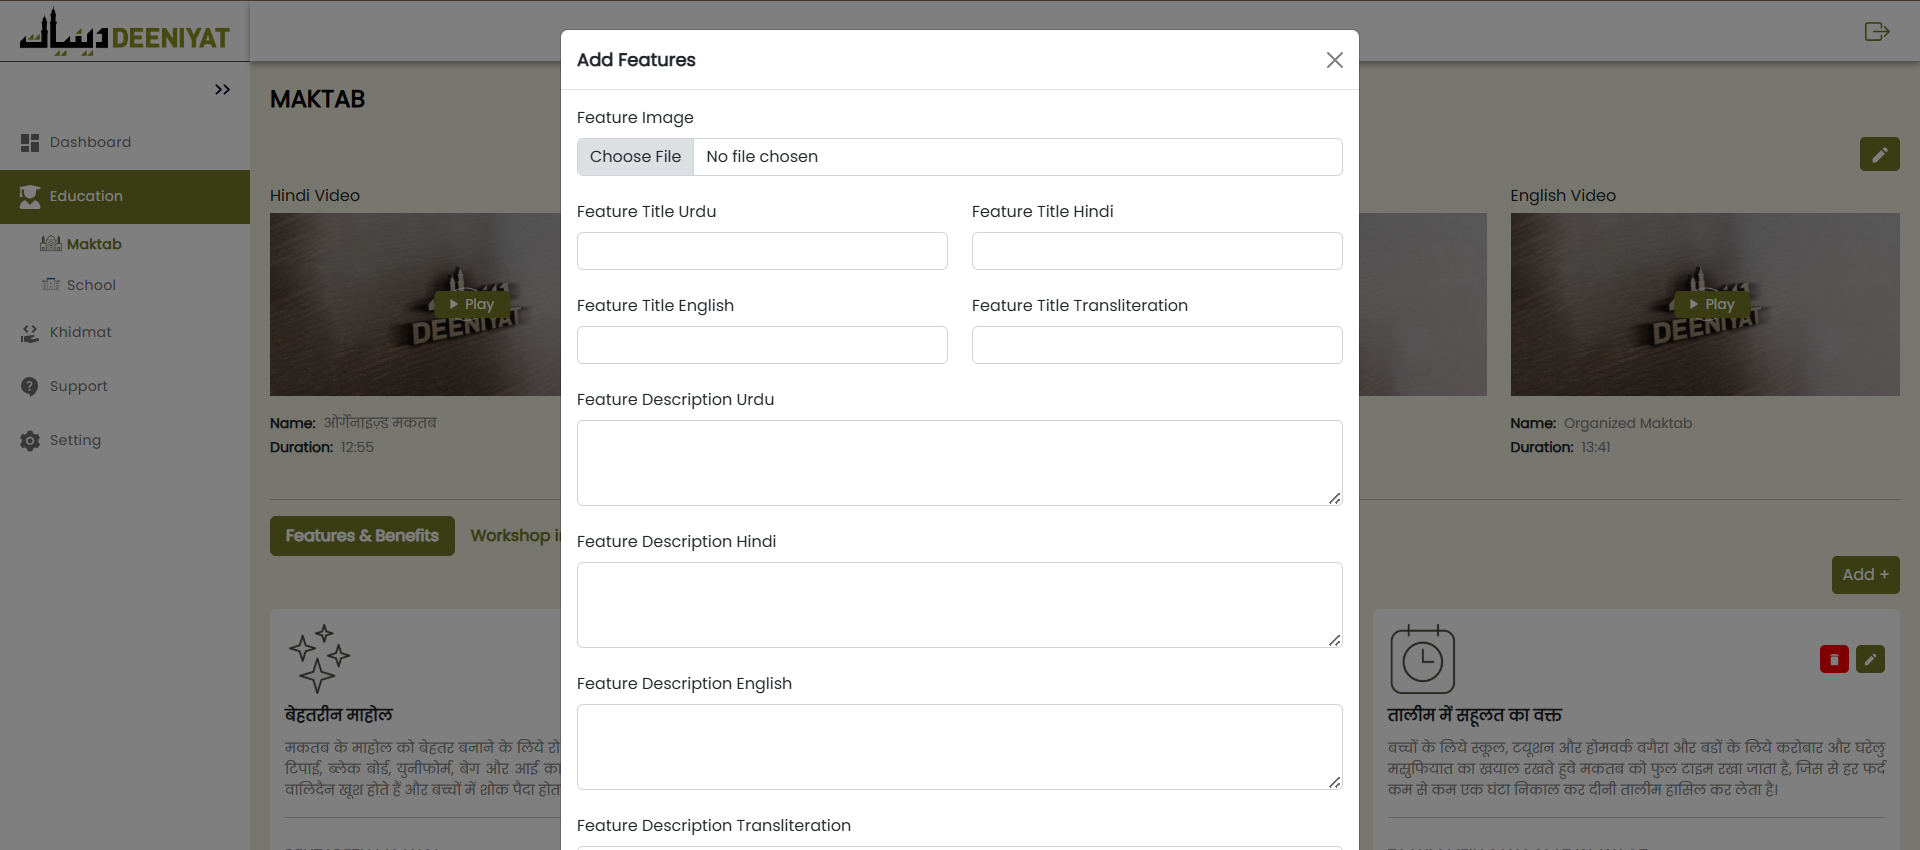 دینیات DEENIYAT
Dashboard
Education
Maktab
School
Khidmat
Support
Setting
MAKTAB
Hindi Video
Play
DEENIYAT
Name: ओर्गेनाइज़्ड मकतब
Duration: 12:55
English Video
Play
DEENIYAT
Name: Organized Maktab
Duration: 13:41
Features & Benefits
Workshop
Add +
बेहतरीन माहोल
मकतब के माहोल को बेहतर बनाने के लिये
टिपाई, ब्लेक बोर्ड, युनीफोर्म, बेग और आई
वालिदैन खूश होते हैं और बच्चों में शोक पैदा
तालीम में सहूलत का वक्त
बच्चों के लिये स्कूल, टयूशन और होमवर्क वगैरा और बडों के लिये करोबार और घरेलु
मस्रुफियात का खयाल रखते हुवे मकतब को फुल टाइम रखा जाता है, जिस से हर फर्द
कम से कम एक घंटा निकाल कर दीनी तालीम हासिल कर लेता है।
Add Features
Feature Image
Choose File No file chosen
Feature Title Urdu
Feature Title Hindi
Feature Title English
Feature Title Transliteration
Feature Description Urdu
Feature Description Hindi
Feature Description English
Feature Description Transliteration